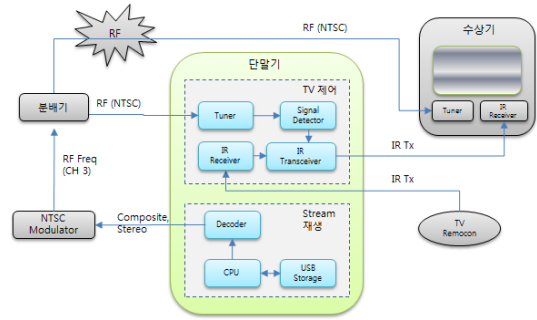 RF
RF (NTSC)
수상기
Tuner
IR
Receiver
단말기
TV 제어
분배기
RF (NTSC)
Tuner
Signal
Detector
IR
Receiver
IR
Transceiver
IR Tx
IR Tx
RF Freq
(CH 3)
NTSC
Modulator
Composite,
Stereo
Decoder
Stream
재생
CPU
USB
Storage
TV
Remocon